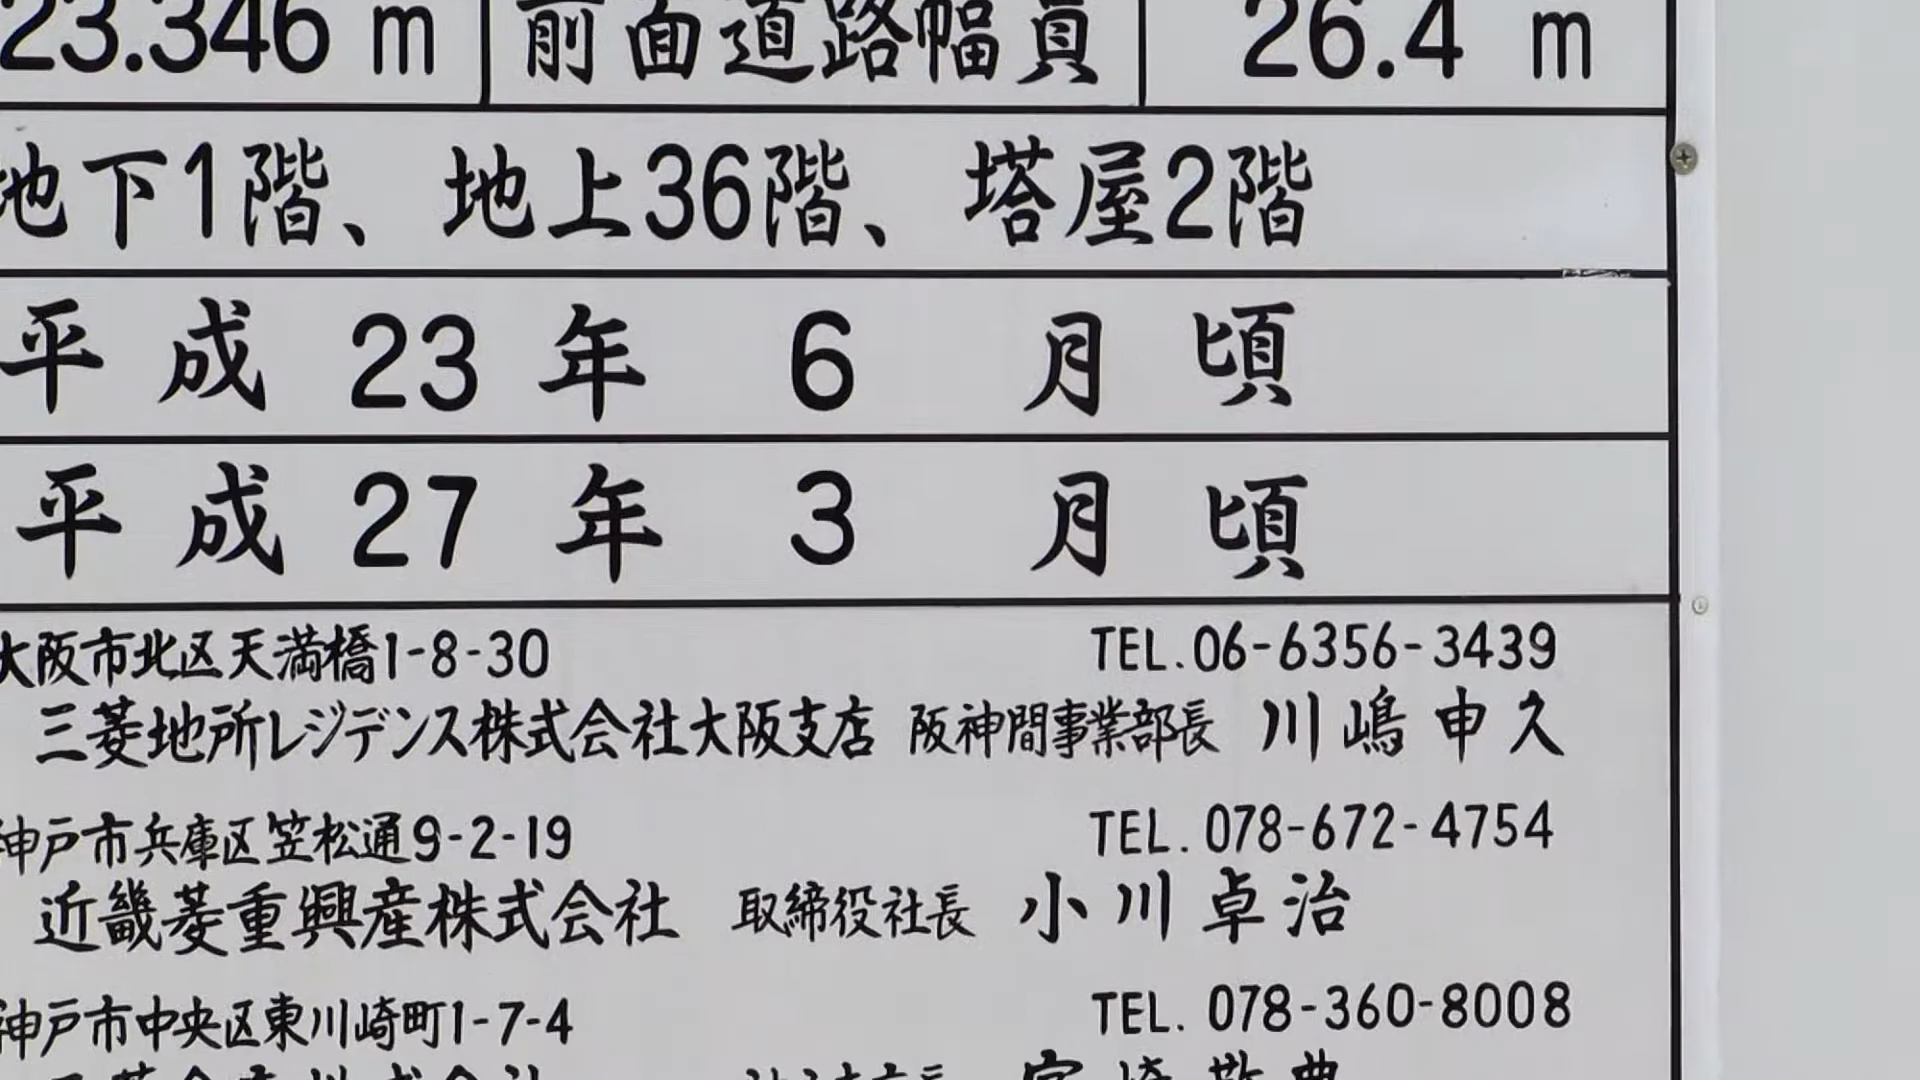 23.346 m 前面道路幅員 26.4 m
地下1階、地上36階、塔屋2階
平成 23 年 6 月 頃
平成 27 年 3 月 頃
大阪市北区天満橋1-8-30 TEL.06-6356-3439
三菱地所レジデンス株式会社大阪支店 阪神間事業部長 川嶋申久
神戸市兵庫区笠松通9-2-19 TEL.078-672-4754
近畿菱重興産株式会社 取締役社長 小川卓治
神戸市中央区東川崎町1-7-4 TEL. 078-360-8008